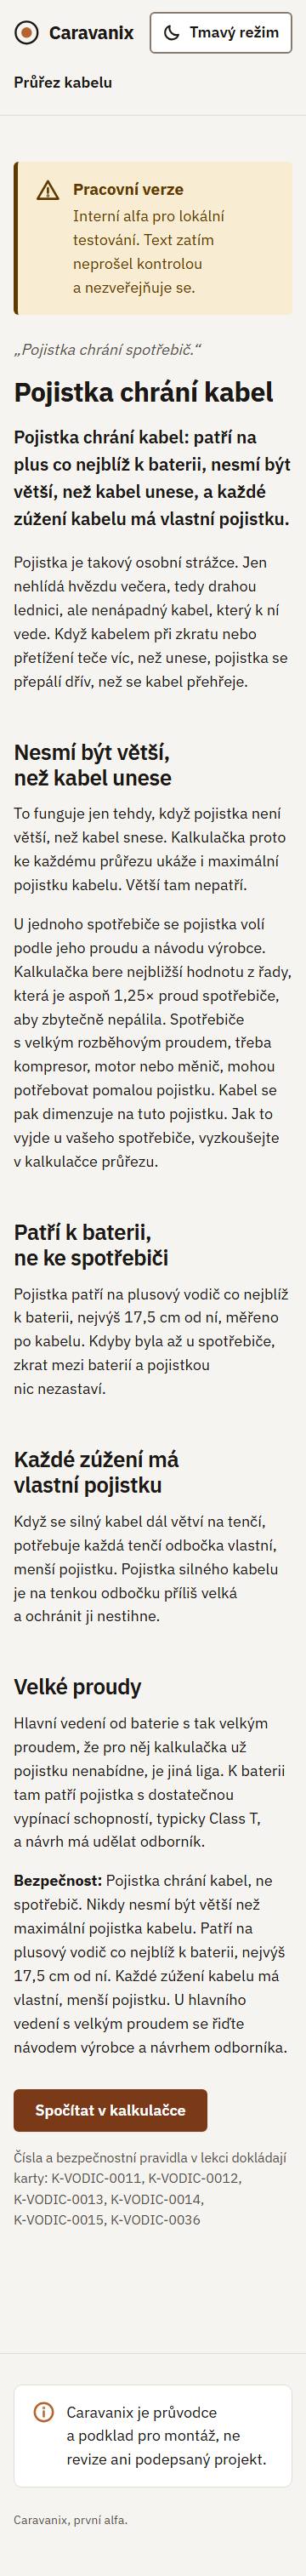 Caravanix
Tmavý režim
Průřez kabelu
Pracovní verze
Interní alfa pro lokální
testování. Text zatím
neprošel kontrolou
a nezveřejňuje se.
„Pojistka chrání spotřebič.“
Pojistka chrání kabel
Pojistka chrání kabel: patří na
plus co nejblíž k baterii, nesmí být
větší, než kabel unese, a každé
zúžení kabelu má vlastní pojistku.
Pojistka je takový osobní strážce. Jen
nehlídá hvězdu večera, tedy drahou
lednici, ale nenápadný kabel, který k ní
vede. Když kabelem při zkratu nebo
přetížení teče víc, než unese, pojistka se
přepálí dřív, než se kabel přehřeje.
Nesmí být větší,
než kabel unese
To funguje jen tehdy, když pojistka není
větší, než kabel snese. Kalkulačka proto
ke každému průřezu ukáže i maximální
pojistku kabelu. Větší tam nepatří.
U jednoho spotřebiče se pojistka volí
podle jeho proudu a návodu výrobce.
Kalkulačka bere nejbližší hodnotu z řady,
která je aspoň 1,25× proud spotřebiče,
aby zbytečně nepálila. Spotřebiče
s velkým rozběhovým proudem, třeba
kompresor, motor nebo měnič, mohou
potřebovat pomalou pojistku. Kabel se
pak dimenzuje na tuto pojistku. Jak to
vyjde u vašeho spotřebiče, vyzkoušejte
v kalkulačce průřezu.
Patří k baterii,
ne ke spotřebiči
Pojistka patří na plusový vodič co nejblíž
k baterii, nejvýš 17,5 cm od ní, měřeno
po kabelu. Kdyby byla až u spotřebiče,
zkrat mezi baterií a pojistkou
nic nezastaví.
Každé zúžení má
vlastní pojistku
Když se silný kabel dál větví na tenčí,
potřebuje každá tenčí odbočka vlastní,
menší pojistku. Pojistka silného kabelu
je na tenkou odbočku příliš velká
a ochránit ji nestihne.
Velké proudy
Hlavní vedení od baterie s tak velkým
proudem, že pro něj kalkulačka už
pojistku nenabídne, je jiná liga. K baterii
tam patří pojistka s dostatečnou
vypínací schopností, typicky Class T,
a návrh má udělat odborník.
Bezpečnost: Pojistka chrání kabel, ne
spotřebič. Nikdy nesmí být větší než
maximální pojistka kabelu. Patří na
plusový vodič co nejblíž k baterii, nejvýš
17,5 cm od ní. Každé zúžení kabelu má
vlastní, menší pojistku. U hlavního
vedení s velkým proudem se řiďte
návodem výrobce a návrhem odborníka.
Spočítat v kalkulačce
Čísla a bezpečnostní pravidla v lekci dokládají
karty: K-VODIC-0011, K-VODIC-0012,
K-VODIC-0013, K-VODIC-0014,
K-VODIC-0015, K-VODIC-0036
Caravanix je průvodce
a podklad pro montáž, ne
revize ani podepsaný projekt.
Caravanix, první alfa.